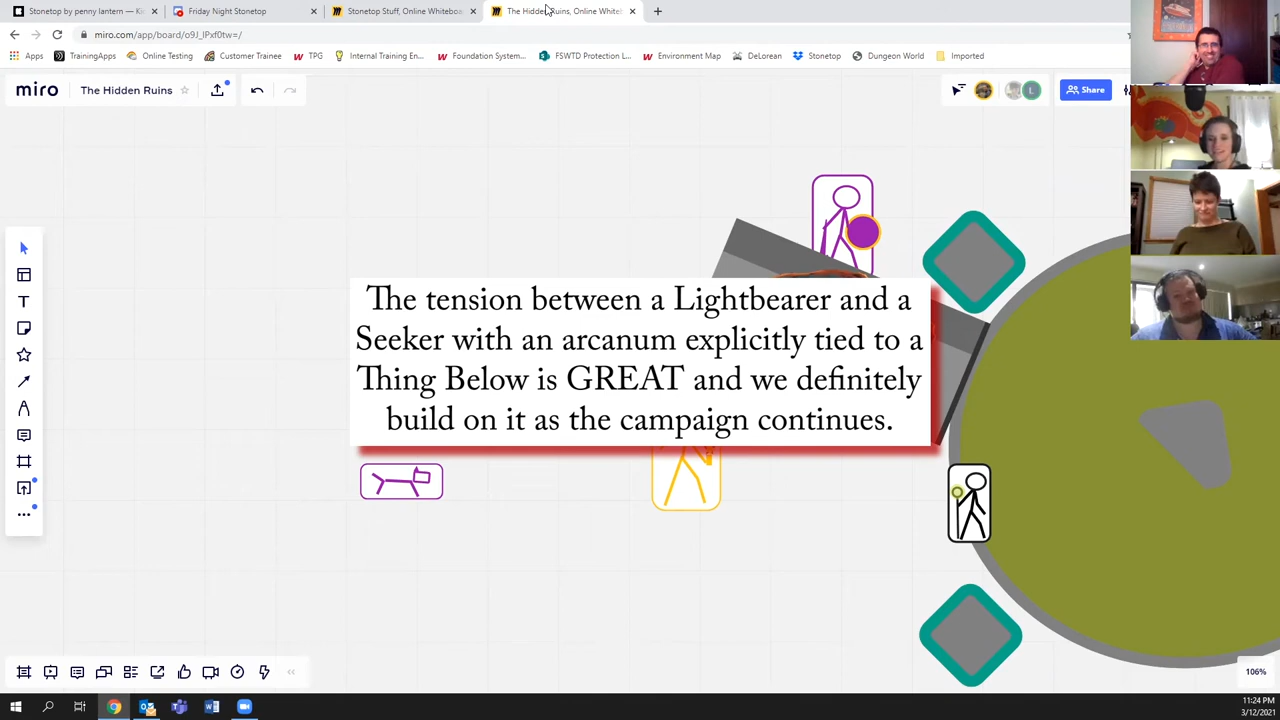 Stonetop by penny lantern — Ki
Friday Night Stonetop
Stonetop Stuff, Online Whiteboa
The Hidden Ruins, Online Whiteb
miro.com/app/board/o9J_lPxf0tw=/
Apps
TrainingApps
Online Testing
Customer Trainee
TPG
Internal Training En...
Foundation System...
FSWTD Protection L...
Environment Map
DeLorean
Stonetop
Dungeon World
Imported
miro
The Hidden Ruins
Share
The tension between a Lightbearer and a
Seeker with an arcanum explicitly tied to a
Thing Below is GREAT and we definitely
build on it as the campaign continues.
106%
11:24 PM
3/12/2021